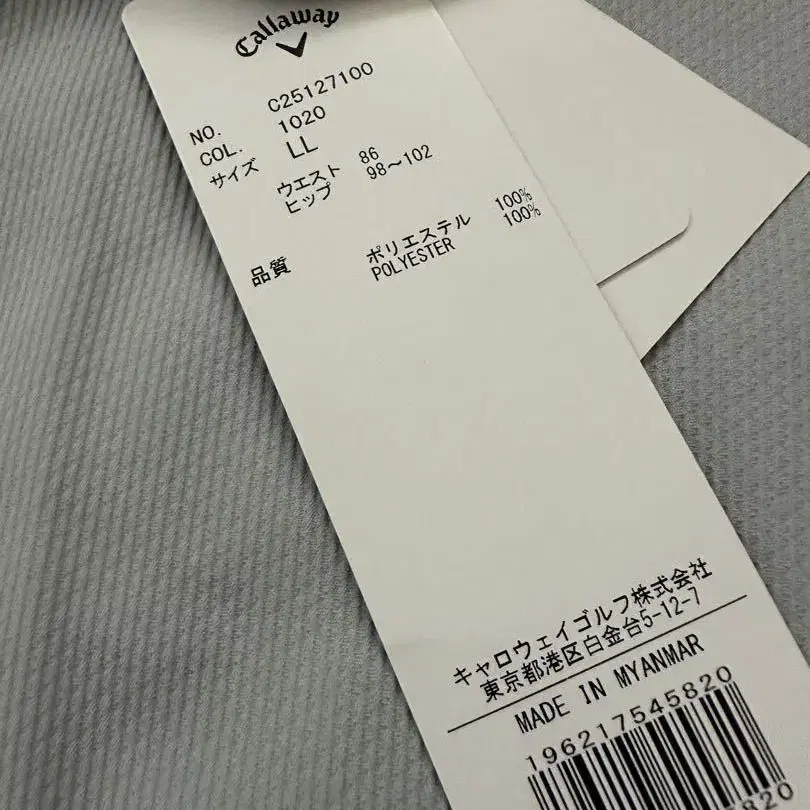 Callaway
NO. C25127100
COL. 1020
サイズ LL
ウエスト 86
ヒップ 98～102
品質 ポリエステル 100%
POLYESTER 100%
キャロウェイゴルフ株式会社
東京都港区白金台5-12-7
MADE IN MYANMAR
196217545820
820